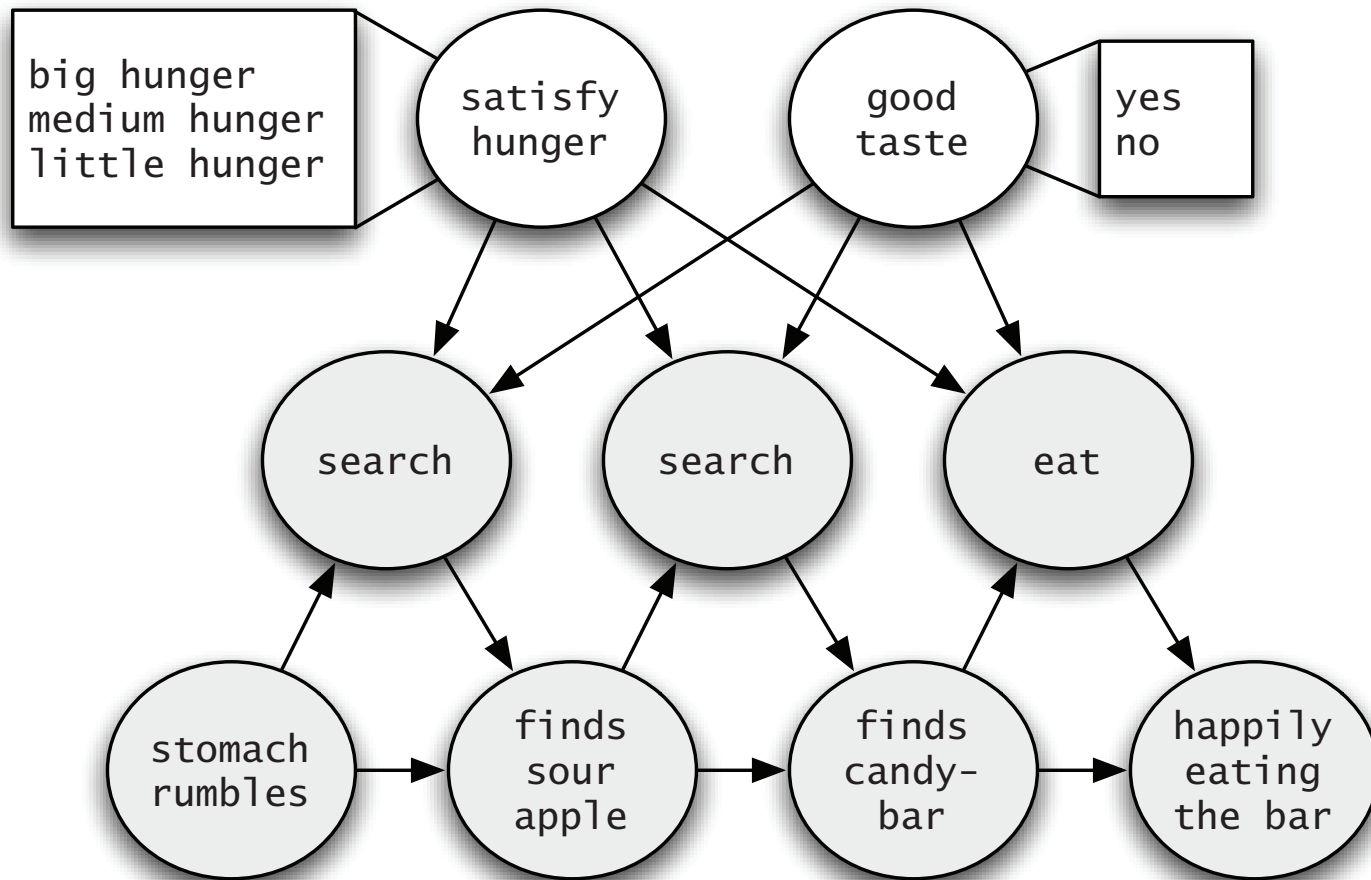 big hunger
medium hunger
little hunger
satisfy
hunger
good
taste
yes
no
search
search
eat
stomach
rumbles
finds
sour
apple
finds
candy-
bar
happily
eating
the bar